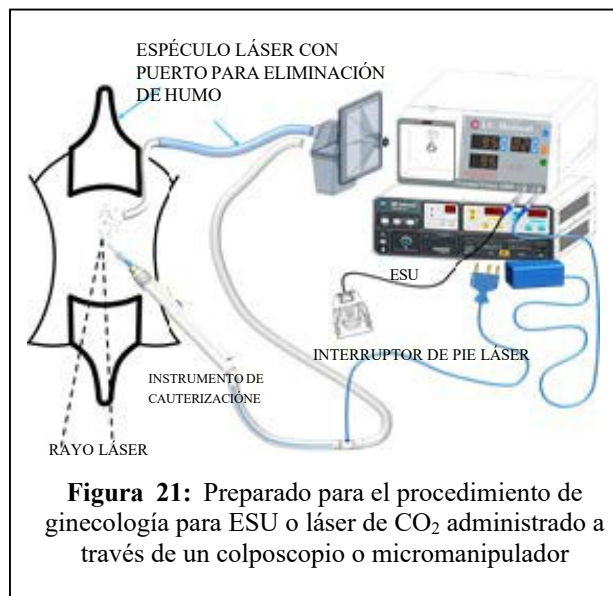 ESPÉCULO LÁSER CON
PUERTO PARA ELIMINACIÓN
DE HUMO
ESU
INTERRUPTOR DE PIE LÁSER
INSTRUMENTO DE
CAUTERIZACIÓNE
RAYO LÁSER
Figura 21: Preparado para el procedimiento de
ginecología para ESU o láser de CO₂ administrado a
través de un colposcopio o micromanipulador